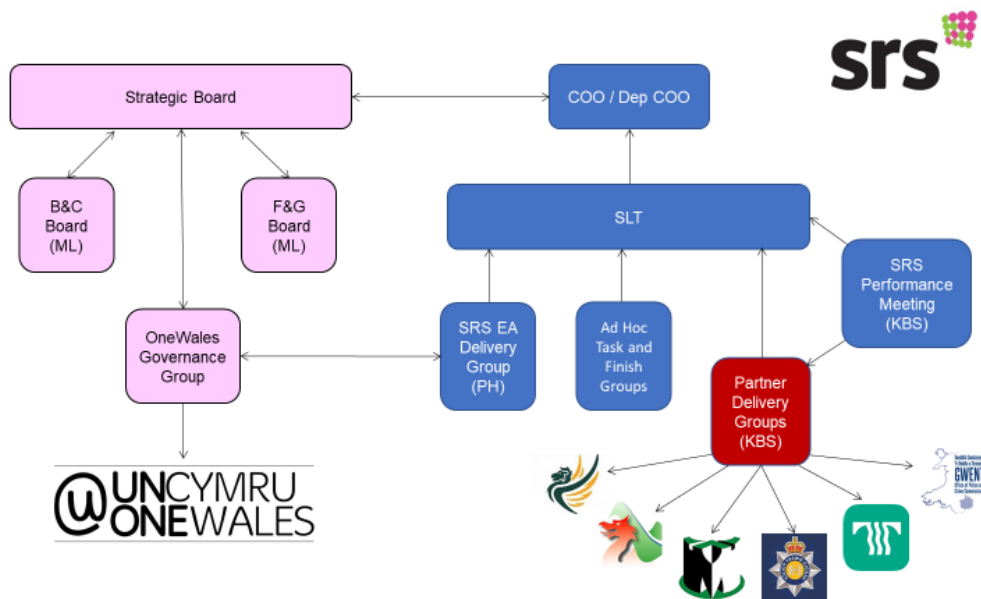 srs
Strategic Board
COO / Dep COO
B&C
Board
(ML)
F&G
Board
(ML)
SLT
SRS
Performance
Meeting
(KBS)
OneWales
Governance
Group
SRS EA
Delivery
Group
(PH)
Ad Hoc
Task and
Finish
Groups
Partner
Delivery
Groups
(KBS)
@UNCYMRU
ONEWALES
GWENT